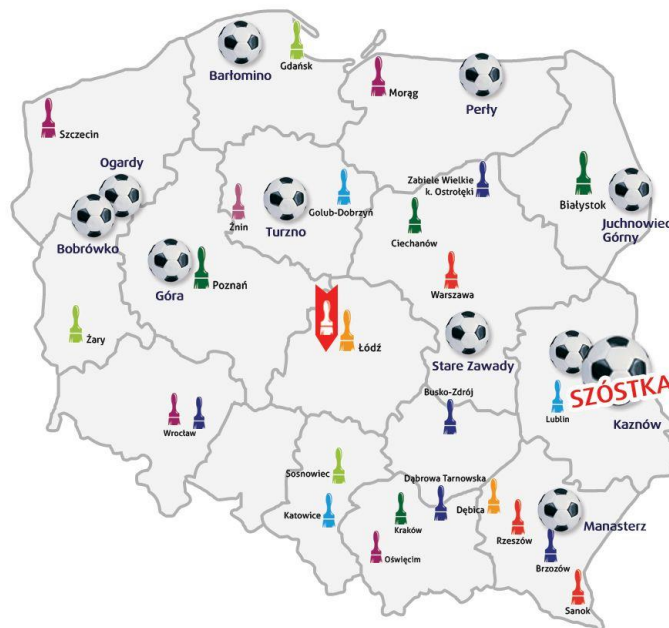 Barłomino
Gdańsk
Morąg
Perły
Szczecin
Ogardy
Bobrówko
Żnin
Turzno
Golub-Dobrzyń
Zabiele Wielkie
k. Ostrołęki
Białystok
Juchnowiec
Górny
Ciechanów
Góra
Poznań
Warszawa
Żary
Łódź
Stare Zawady
SZÓSTKA
Busko-Zdrój
Lublin
Kaznów
Wrocław
Sosnowiec
Dąbrowa Tarnowska
Katowice
Kraków
Dębica
Manasterz
Rzeszów
Oświęcim
Brzozów
Sanok